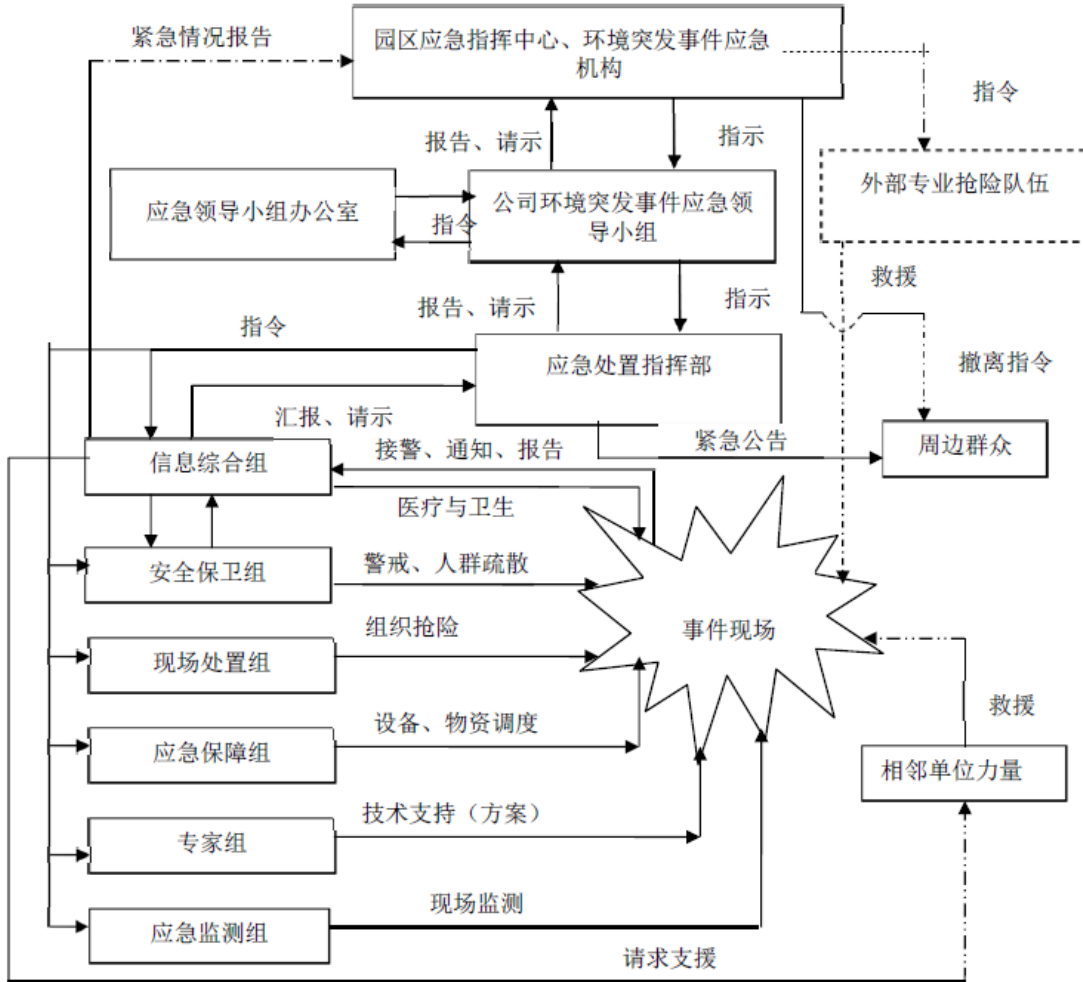 紧急情况报告
园区应急指挥中心、环境突发事件应急
机构
指令
报告、请示
指示
外部专业抢险队伍
应急领导小组办公室
公司环境突发事件应急领
导小组
指令
救援
报告、请示
指示
指令
应急处置指挥部
撤离指令
汇报、请示
紧急公告
周边群众
接警、通知、报告
信息综合组
医疗与卫生
安全保卫组
警戒、人群疏散
组织抢险
事件现场
现场处置组
救援
设备、物资调度
应急保障组
相邻单位力量
技术支持（方案）
专家组
现场监测
应急监测组
请求支援